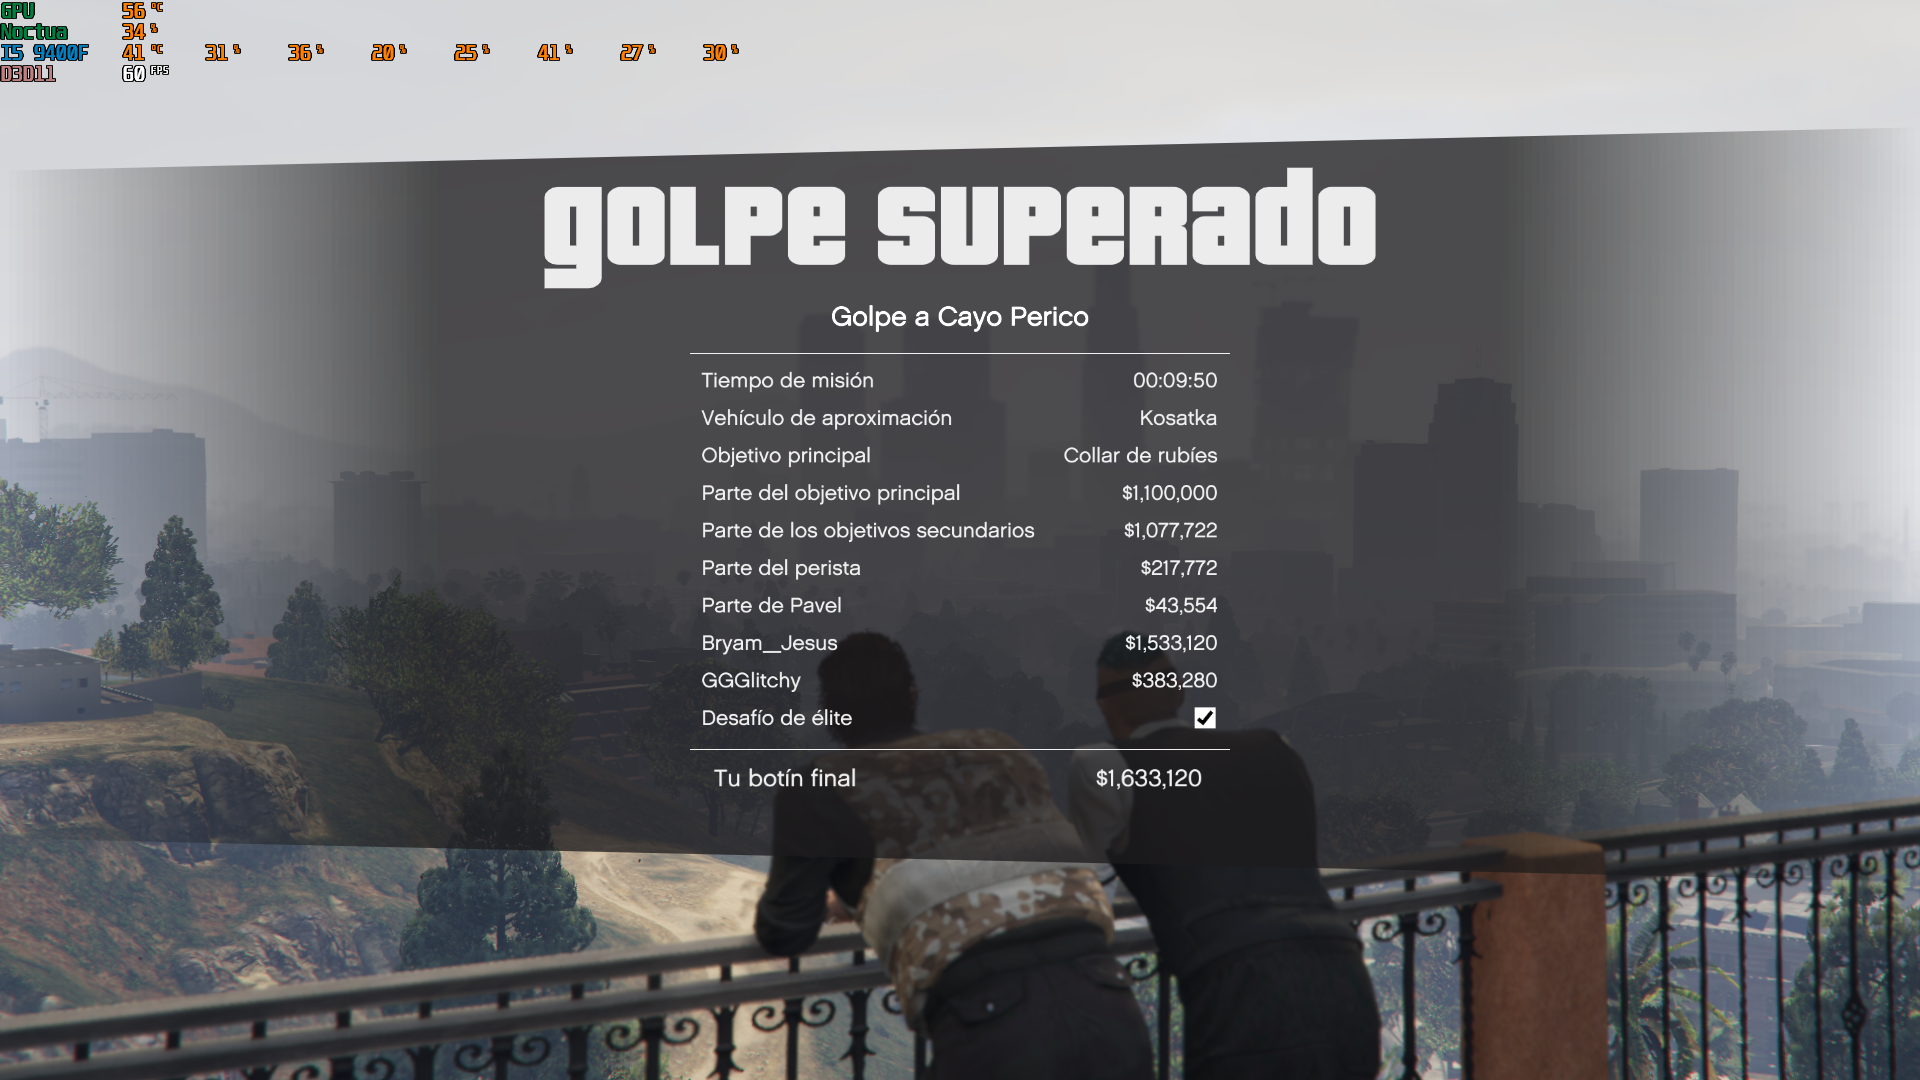 GPU 56 °C
Noctua 34 %
I5 9400F 41 °C 31 % 36 % 20 % 25 % 41 % 27 % 30 %
D3D11 60 FPS
golpe superado
Golpe a Cayo Perico
Tiempo de misión 00:09:50
Vehículo de aproximación Kosatka
Objetivo principal Collar de rubíes
Parte del objetivo principal $1,100,000
Parte de los objetivos secundarios $1,077,722
Parte del perista $217,772
Parte de Pavel $43,554
Bryam__Jesus $1,533,120
GGGlitchy $383,280
Desafío de élite
Tu botín final $1,633,120